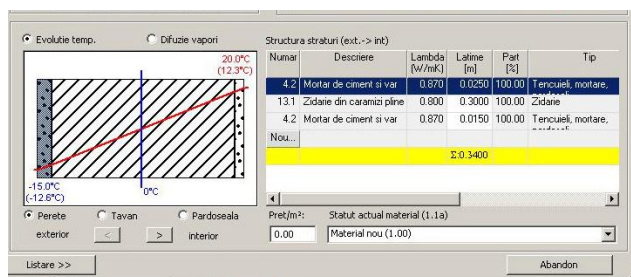 Evolutie temp. Difuzie vapori Structura straturi (ext.-> int)
20.0°C
(12.3°C)
-15.0°C
(-12.6°C)
0°C
Numar Descriere Lambda [W/mK] Latime [m] Part [%] Tip
4.2 Mortar de ciment si var 0.870 0.0250 100.00 Tencuieli, mortare,
13.1 Zidarie din caramizi pline 0.800 0.3000 100.00 Zidarie
4.2 Mortar de ciment si var 0.870 0.0150 100.00 Tencuieli, mortare,
Nou...
Σ:0.3400
Perete Tavan Pardoseala Pret/m²: Statut actual material (1.1a)
exterior < > interior 0.00 Material nou (1.00)
Listare >> Abandon